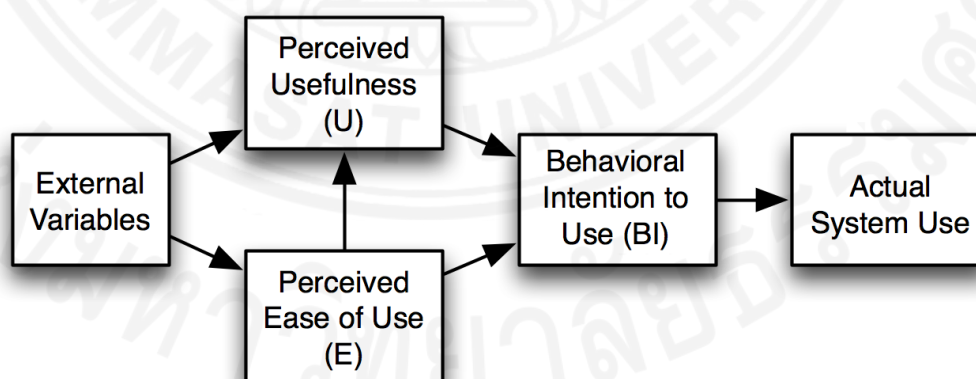 Perceived
Usefulness
(U)
External
Variables
Perceived
Ease of Use
(E)
Behavioral
Intention to
Use (BI)
Actual
System Use